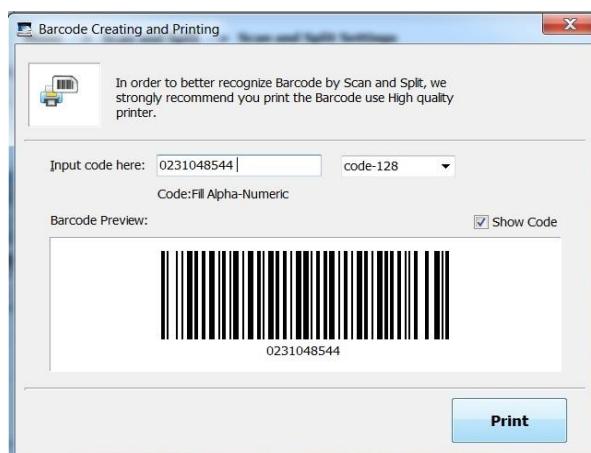 Barcode Creating and Printing
In order to better recognize Barcode by Scan and Split, we
strongly recommend you print the Barcode use High quality
printer.
Input code here: 0231048544 code-128
Code:Fill Alpha-Numeric
Barcode Preview: Show Code
0231048544
Print